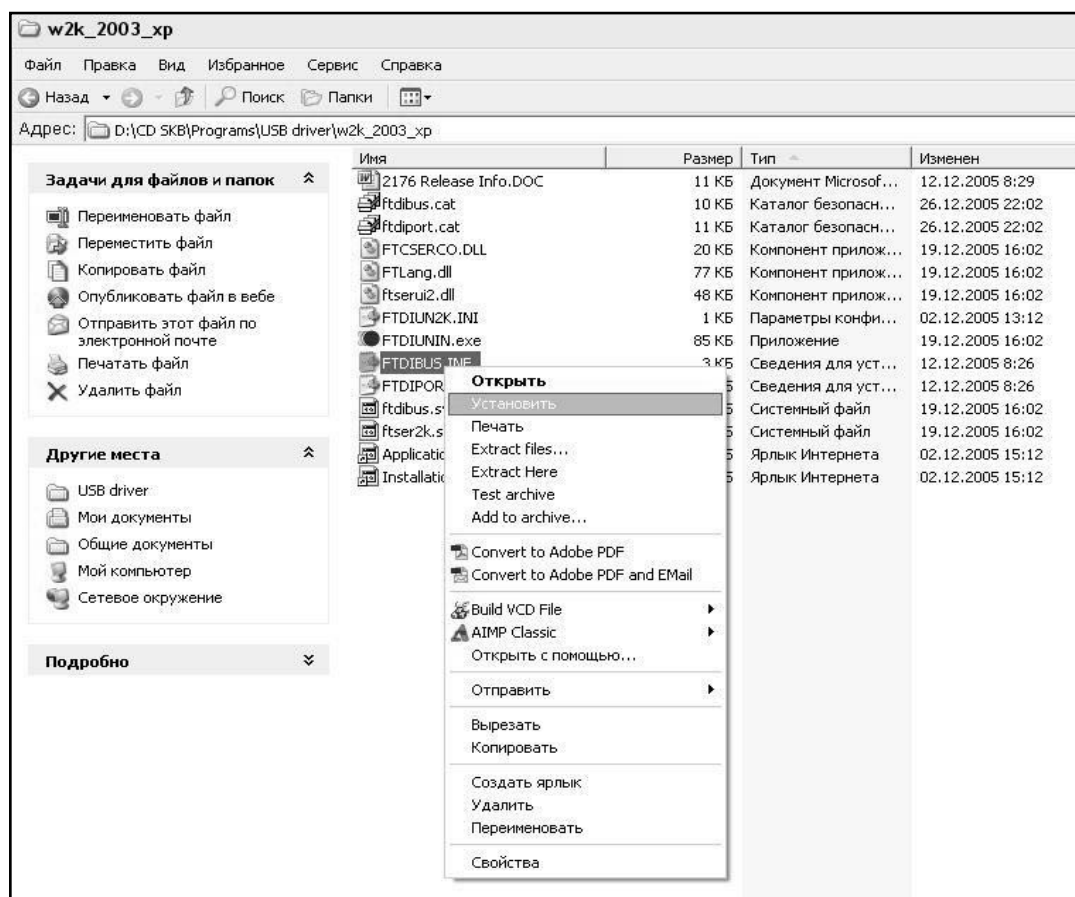 w2k_2003_xp
Файл Правка Вид Избранное Сервис Справка
Назад Поиск Папки
Адрес: D:\CD SKB\Programs\USB driver\w2k_2003_xp
Задачи для файлов и папок
Переименовать файл
Переместить файл
Копировать файл
Опубликовать файл в вебе
Отправить этот файл по
электронной почте
Печатать файл
Удалить файл
Другие места
USB driver
Мои документы
Общие документы
Мой компьютер
Сетевое окружение
Подробно
Имя Размер Тип Изменен
2176 Release Info.DOC 11 КБ Документ Microsof... 12.12.2005 8:29
ftdibus.cat 10 КБ Каталог безопасн... 26.12.2005 22:02
ftdiport.cat 11 КБ Каталог безопасн... 26.12.2005 22:02
FTCSERCO.DLL 20 КБ Компонент прилож... 19.12.2005 16:02
FTLang.dll 77 КБ Компонент прилож... 19.12.2005 16:02
ftserui2.dll 48 КБ Компонент прилож... 19.12.2005 16:02
FTDIUN2K.INI 1 КБ Параметры конфи... 02.12.2005 13:12
FTDIUNIN.exe 85 КБ Приложение 19.12.2005 16:02
FTDIBUS.INF 3 КБ Сведения для уст... 12.12.2005 8:26
FTDIPOR Б Сведения для уст... 12.12.2005 8:26
ftdibus.s Б Системный файл 19.12.2005 16:02
ftser2k.s Б Системный файл 19.12.2005 16:02
Applicatio Б Ярлык Интернета 02.12.2005 15:12
Installatio Б Ярлык Интернета 02.12.2005 15:12
Открыть
Установить
Печать
Extract files...
Extract Here
Test archive
Add to archive...
Convert to Adobe PDF
Convert to Adobe PDF and EMail
Build VCD File
AIMP Classic
Открыть с помощью...
Отправить
Вырезать
Копировать
Создать ярлык
Удалить
Переименовать
Свойства